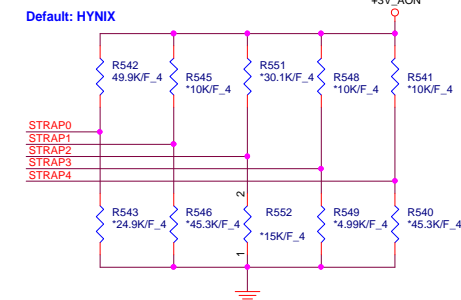 +3V_AON
Default: HYNIX
R542
49.9K/F_4
R545
*10K/F_4
R551
*30.1K/F_4
R548
*10K/F_4
R541
*10K/F_4
STRAP0
STRAP1
STRAP2
STRAP3
STRAP4
R543
*24.9K/F_4
R546
*45.3K/F_4
2
1
R552
*15K/F_4
R549
*4.99K/F_4
R540
*45.3K/F_4